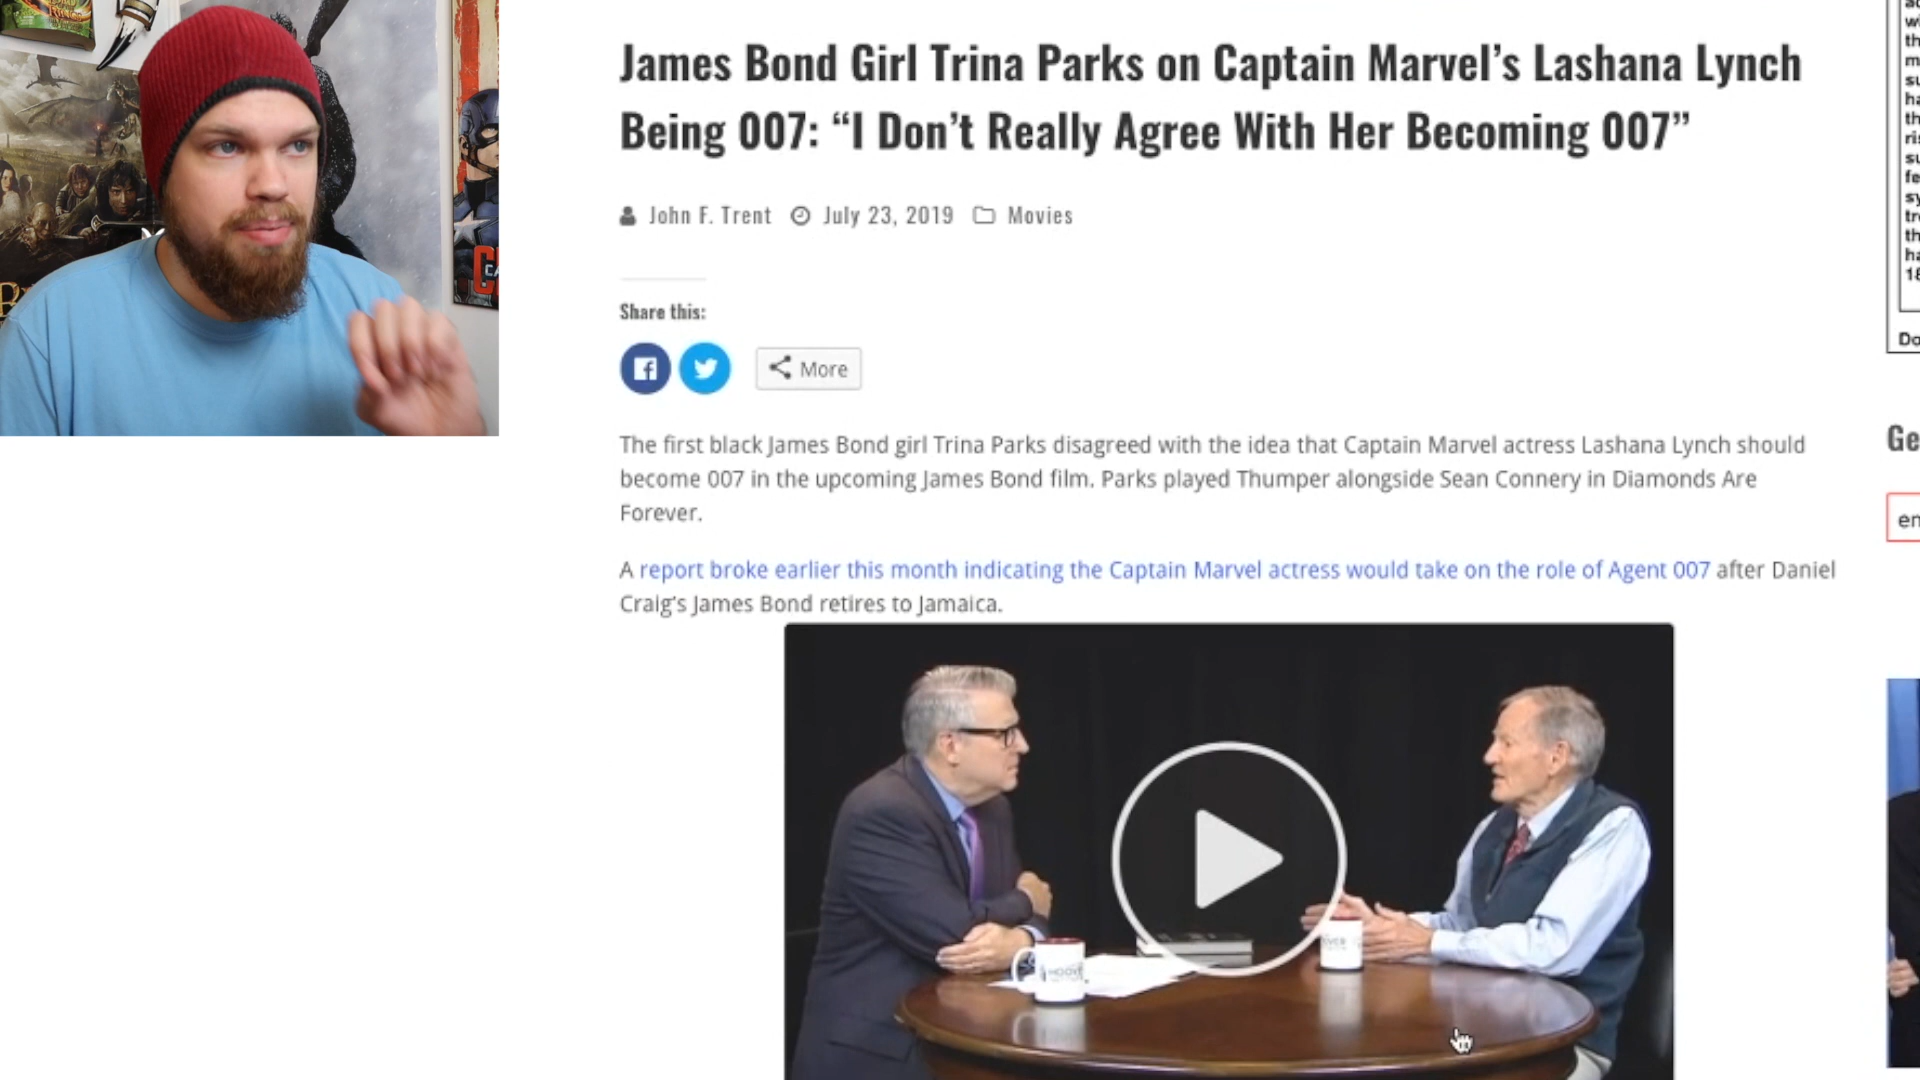 James Bond Girl Trina Parks on Captain Marvel’s Lashana Lynch
Being 007: “I Don’t Really Agree With Her Becoming 007”
John F. Trent July 23, 2019 Movies
Share this:
More
The first black James Bond girl Trina Parks disagreed with the idea that Captain Marvel actress Lashana Lynch should
become 007 in the upcoming James Bond film. Parks played Thumper alongside Sean Connery in Diamonds Are
Forever.
A report broke earlier this month indicating the Captain Marvel actress would take on the role of Agent 007 after Daniel
Craig’s James Bond retires to Jamaica.